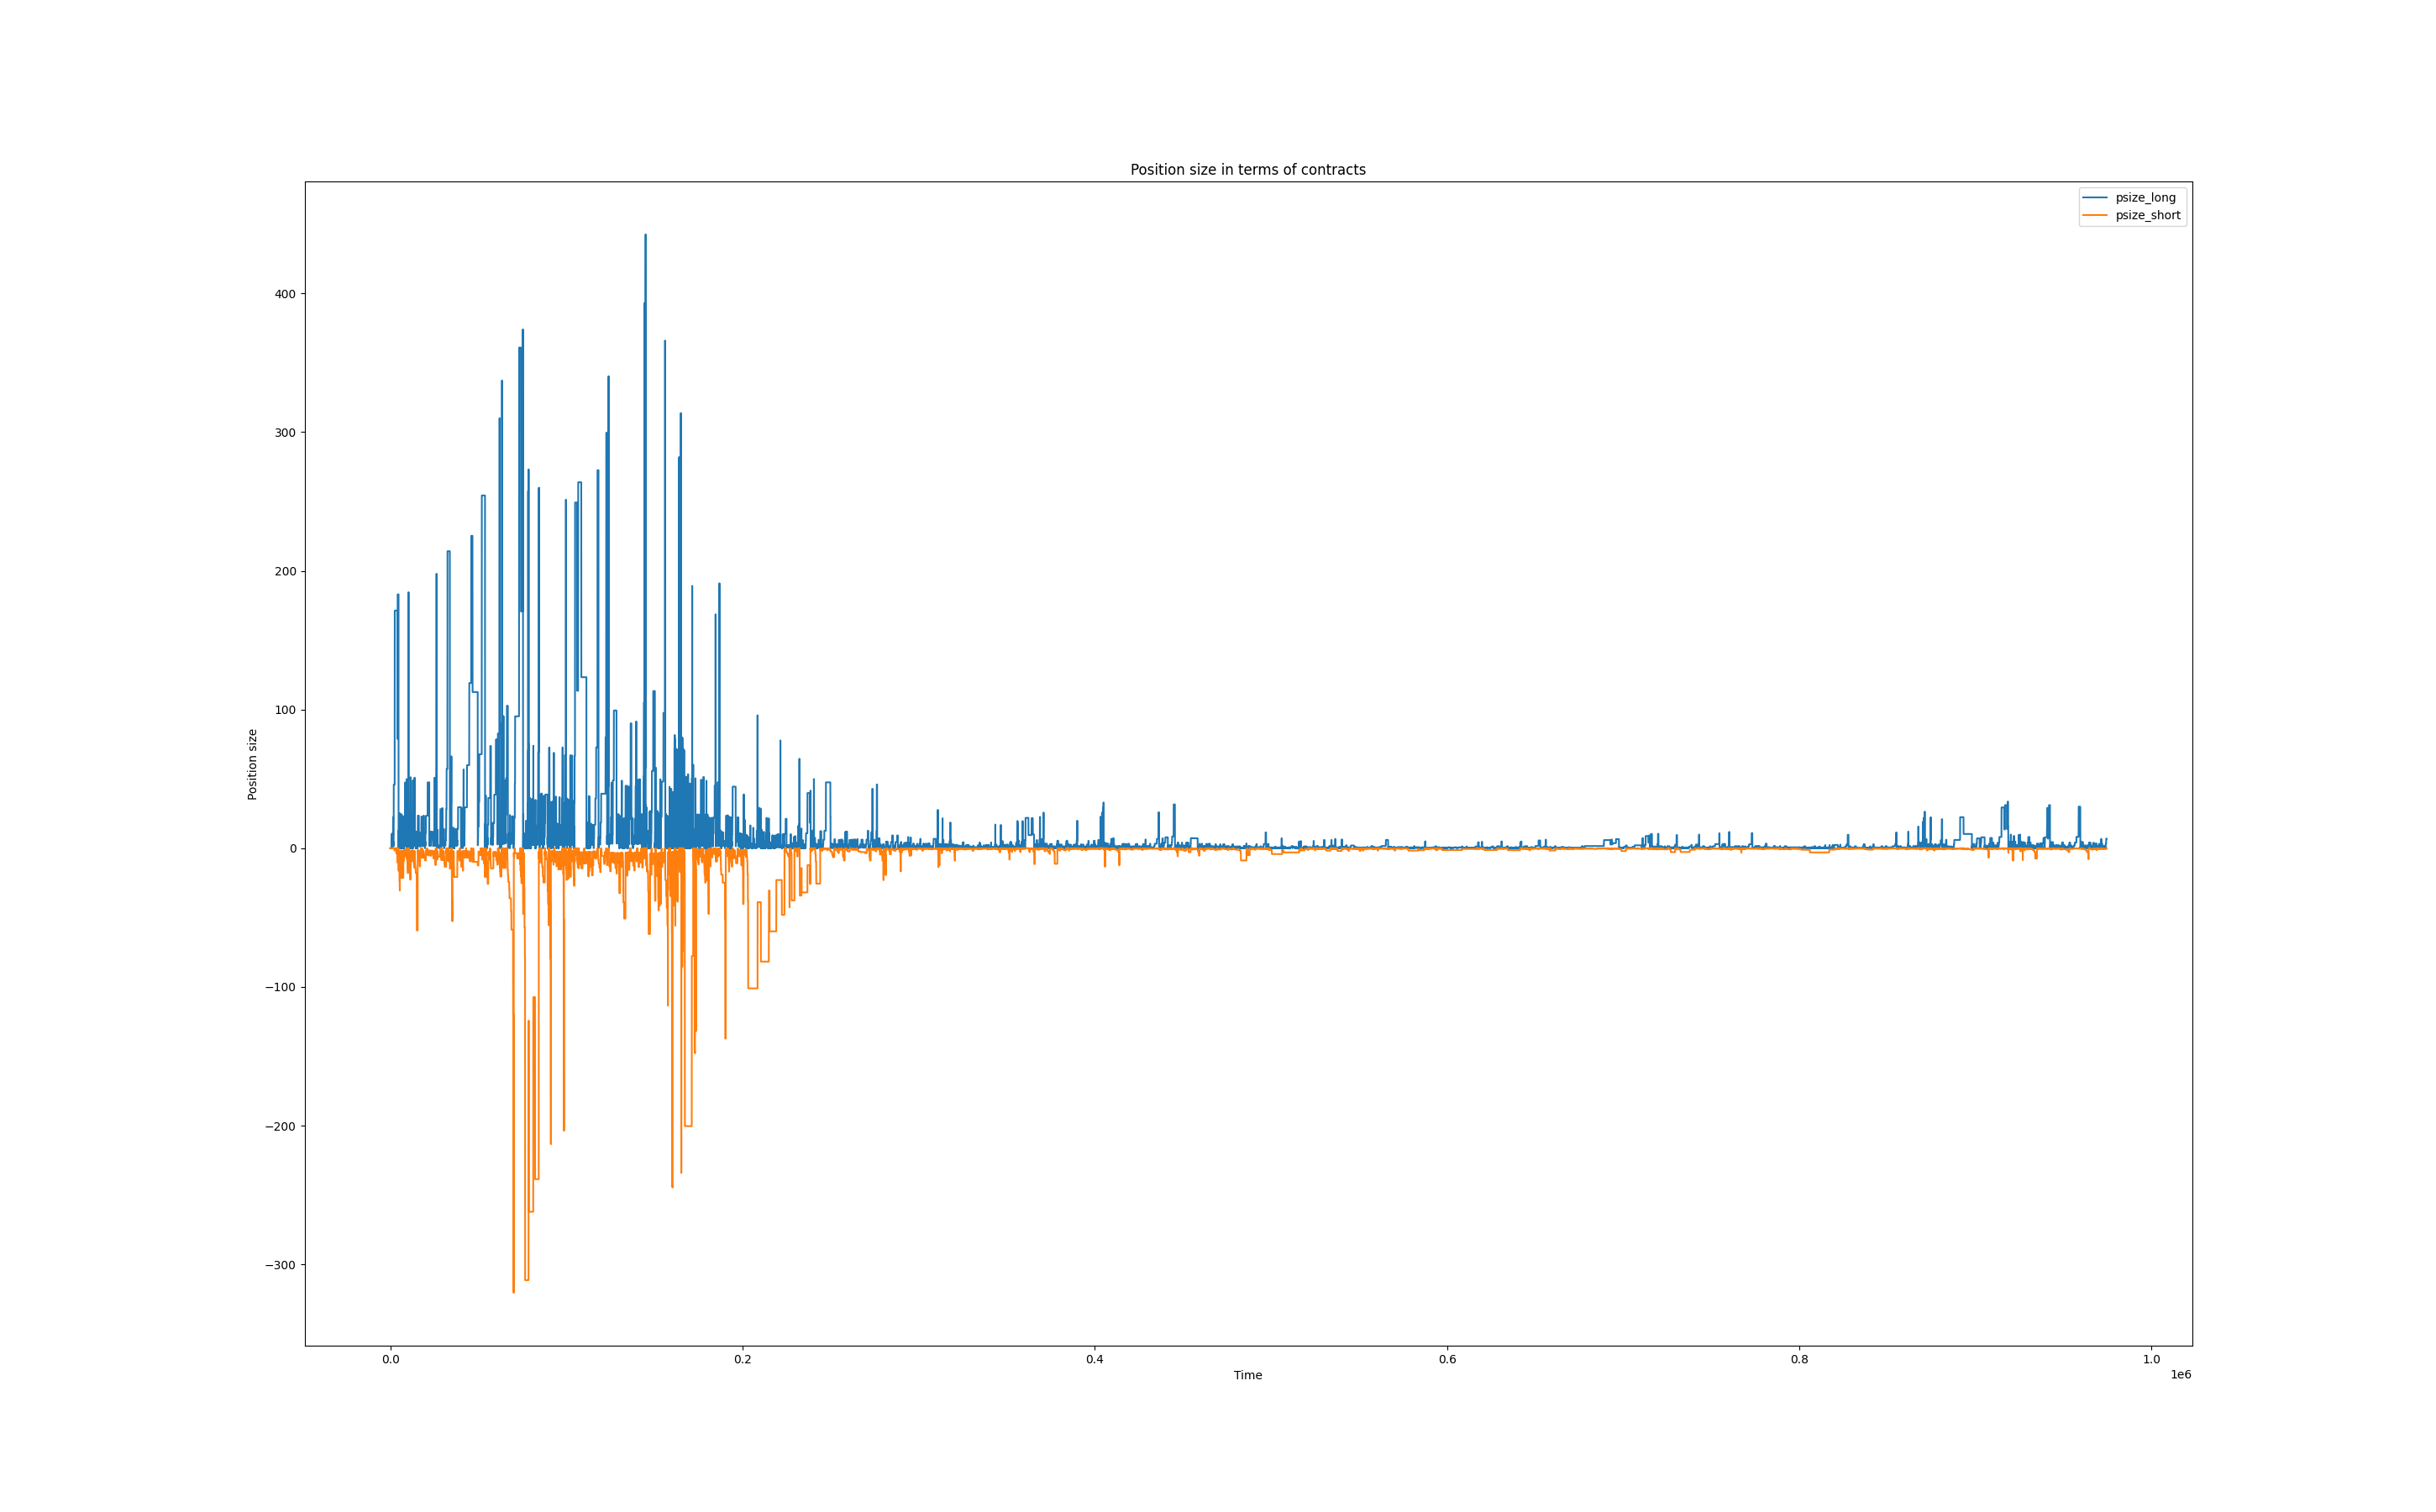 Position size in terms of contracts
psize_long
psize_short
400
300
200
100
0
−100
−200
−300
Position size
0.0
0.2
0.4
0.6
0.8
1.0
Time
1e6